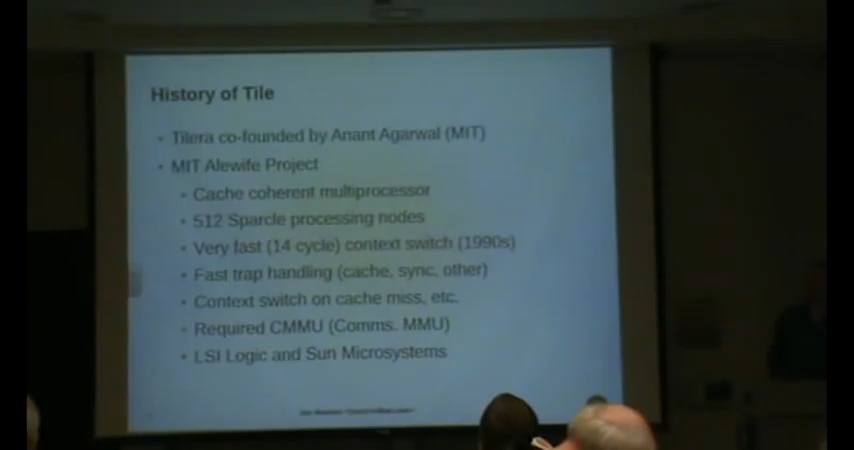 History of Tile
• Tilera co-founded by Anant Agarwal (MIT)
• MIT Alewife Project
• Cache coherent multiprocessor
• 512 Sparcle processing nodes
• Very fast (14 cycle) context switch (1990s)
• Fast trap handling (cache, sync, other)
• Context switch on cache miss, etc.
• Required CMMU (Comms. MMU)
• LSI Logic and Sun Microsystems